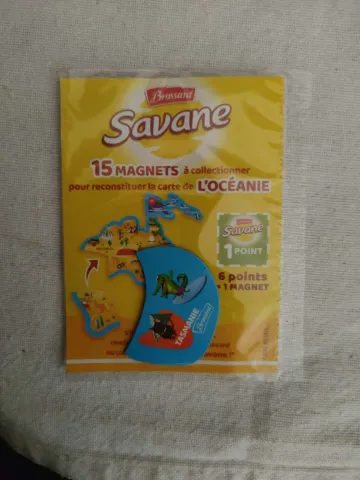 Brossard
Savane
15 MAGNETS à collectionner
pour reconstituer la carte de L'OCÉANIE
Savane
1 POINT
6 points
= 1 MAGNET
TASMANIE
Brossard